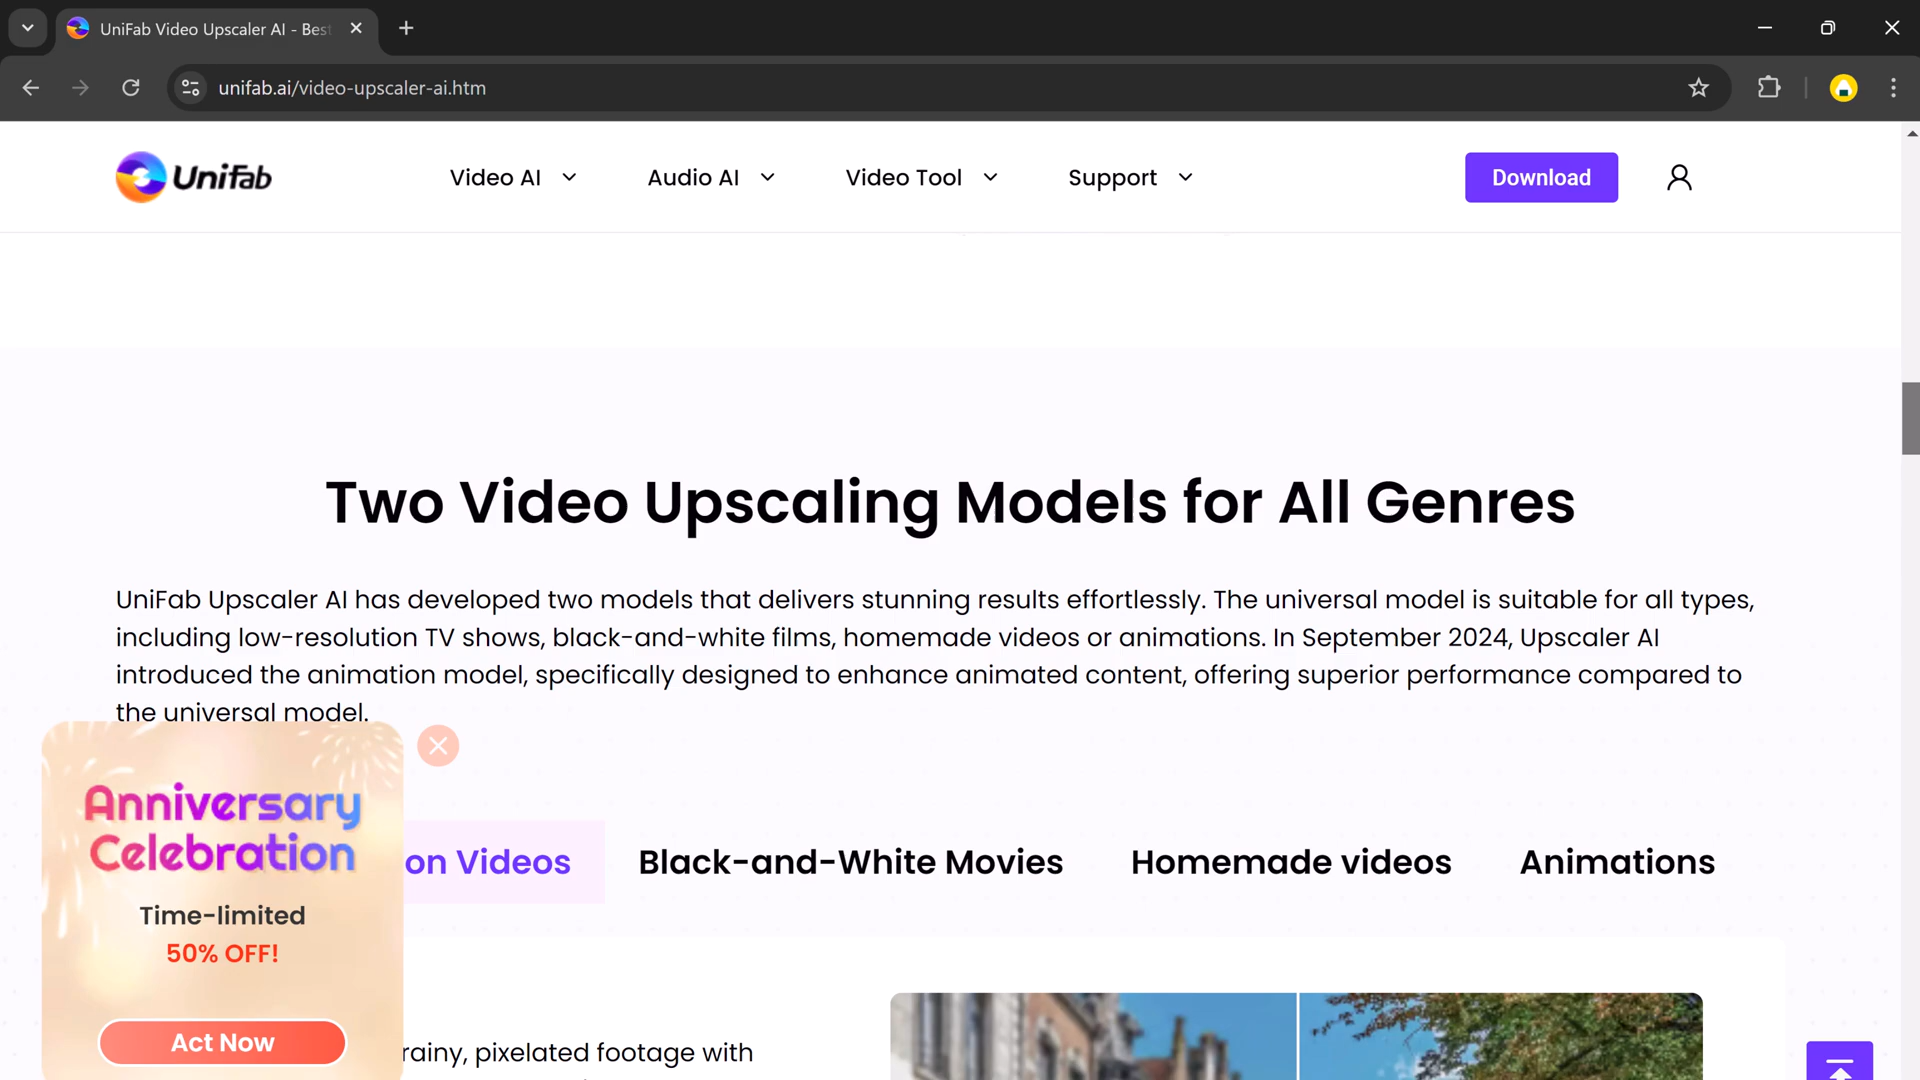 UniFab Video Upscaler AI - Best
unifab.ai/video-upscaler-ai.htm
UniFab
Video AI
Audio AI
Video Tool
Support
Download
Two Video Upscaling Models for All Genres
UniFab Upscaler AI has developed two models that delivers stunning results effortlessly. The universal model is suitable for all types,
including low-resolution TV shows, black-and-white films, homemade videos or animations. In September 2024, Upscaler AI
introduced the animation model, specifically designed to enhance animated content, offering superior performance compared to
the universal model.
on Videos
Black-and-White Movies
Homemade videos
Animations
Anniversary
Celebration
Time-limited
50% OFF!
Act Now
rainy, pixelated footage with